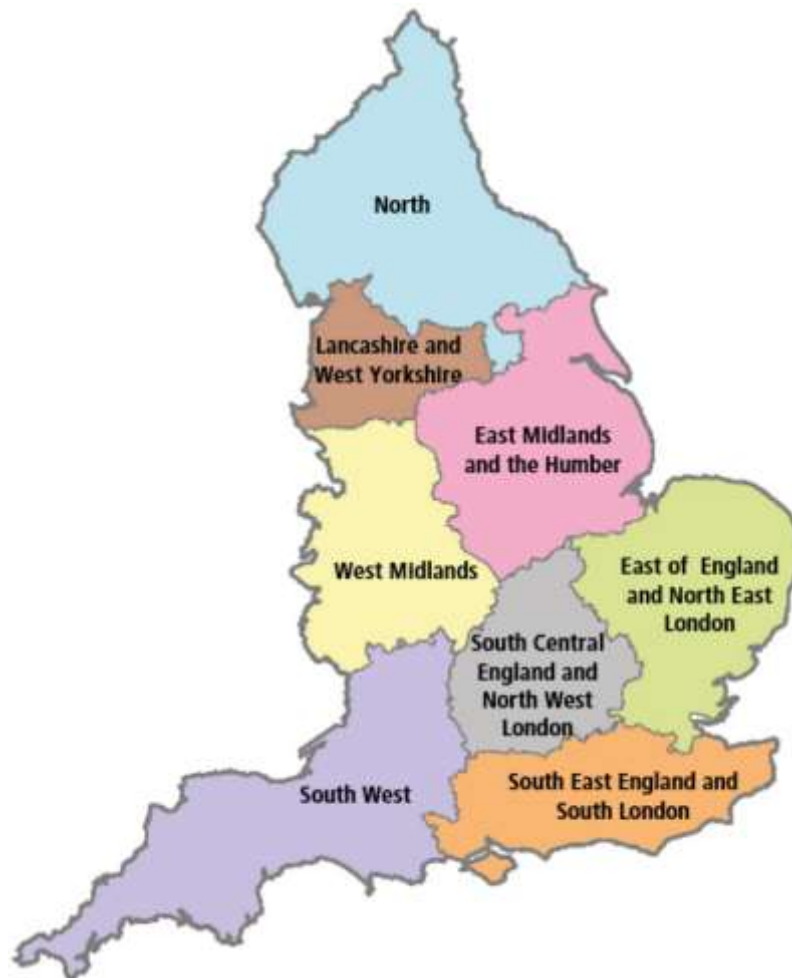 North
Lancashire and
West Yorkshire
East Midlands
and the Humber
West Midlands
East of England
and North East
London
South Central
England and
North West
London
South West
South East England and
South London